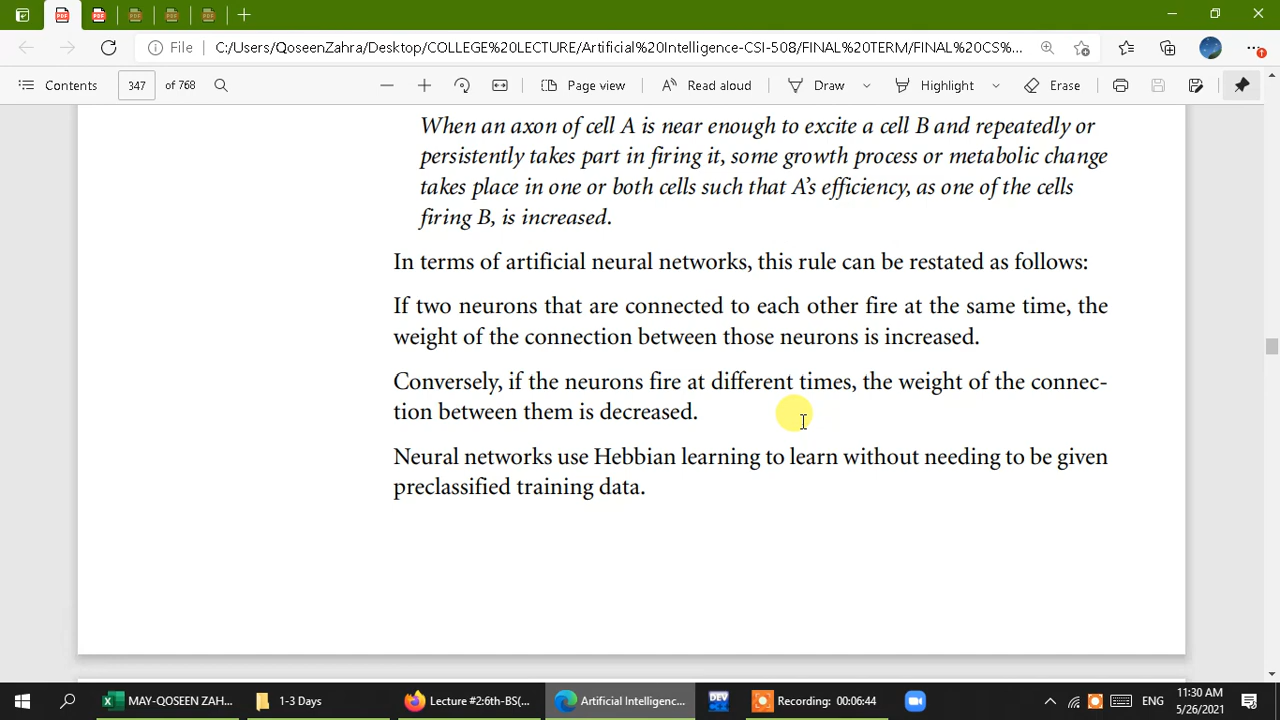 File
C:/Users/QoseenZahra/Desktop/COLLEGE%20LECTURE/Artificial%20Intelligence-CSI-508/FINAL%20TERM/FINAL%20CS%...
Contents
347
of 768
Page view
Read aloud
Draw
Highlight
Erase
When an axon of cell A is near enough to excite a cell B and repeatedly or
persistently takes part in firing it, some growth process or metabolic change
takes place in one or both cells such that A’s efficiency, as one of the cells
firing B, is increased.
In terms of artificial neural networks, this rule can be restated as follows:
If two neurons that are connected to each other fire at the same time, the
weight of the connection between those neurons is increased.
Conversely, if the neurons fire at different times, the weight of the connec-
tion between them is decreased.
Neural networks use Hebbian learning to learn without needing to be given
preclassified training data.
MAY-QOSEEN ZAH...
1-3 Days
Lecture #2:6th-BS(...
Artificial Intelligenc...
DEV
Recording: 00:06:44
ENG
11:30 AM
5/26/2021